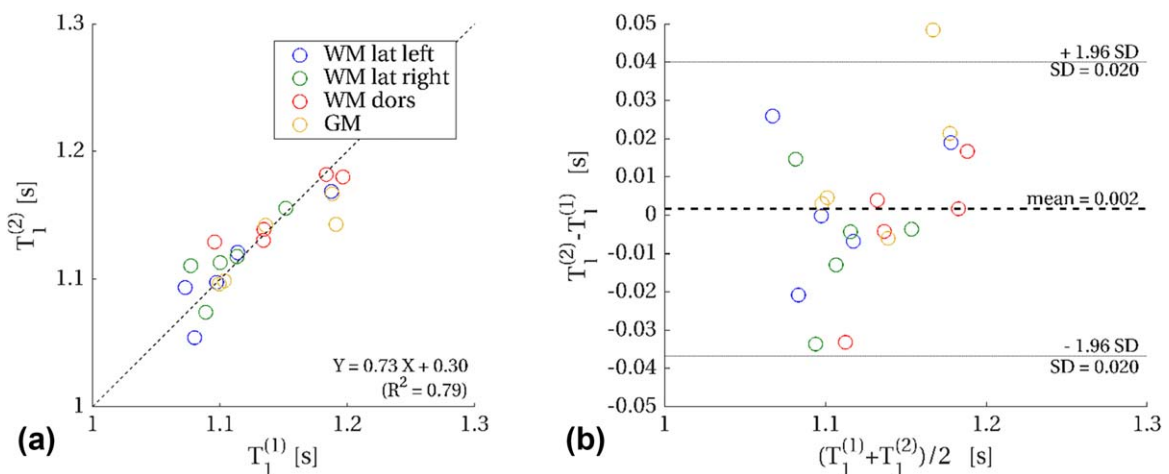 1.3
1.2
1.1
1
T₁⁽²⁾ [s]
WM lat left
WM lat right
WM dors
GM
Y = 0.73 X + 0.30
(R² = 0.79)
1 1.1 1.2 1.3
T₁⁽¹⁾ [s]
(a)
0.05
0.04
0.03
0.02
0.01
0
-0.01
-0.02
-0.03
-0.04
-0.05
T₁⁽²⁾-T₁⁽¹⁾ [s]
+ 1.96 SD
SD = 0.020
mean = 0.002
- 1.96 SD
SD = 0.020
1 1.1 1.2 1.3
(T₁⁽¹⁾+T₁⁽²⁾)/2 [s]
(b)